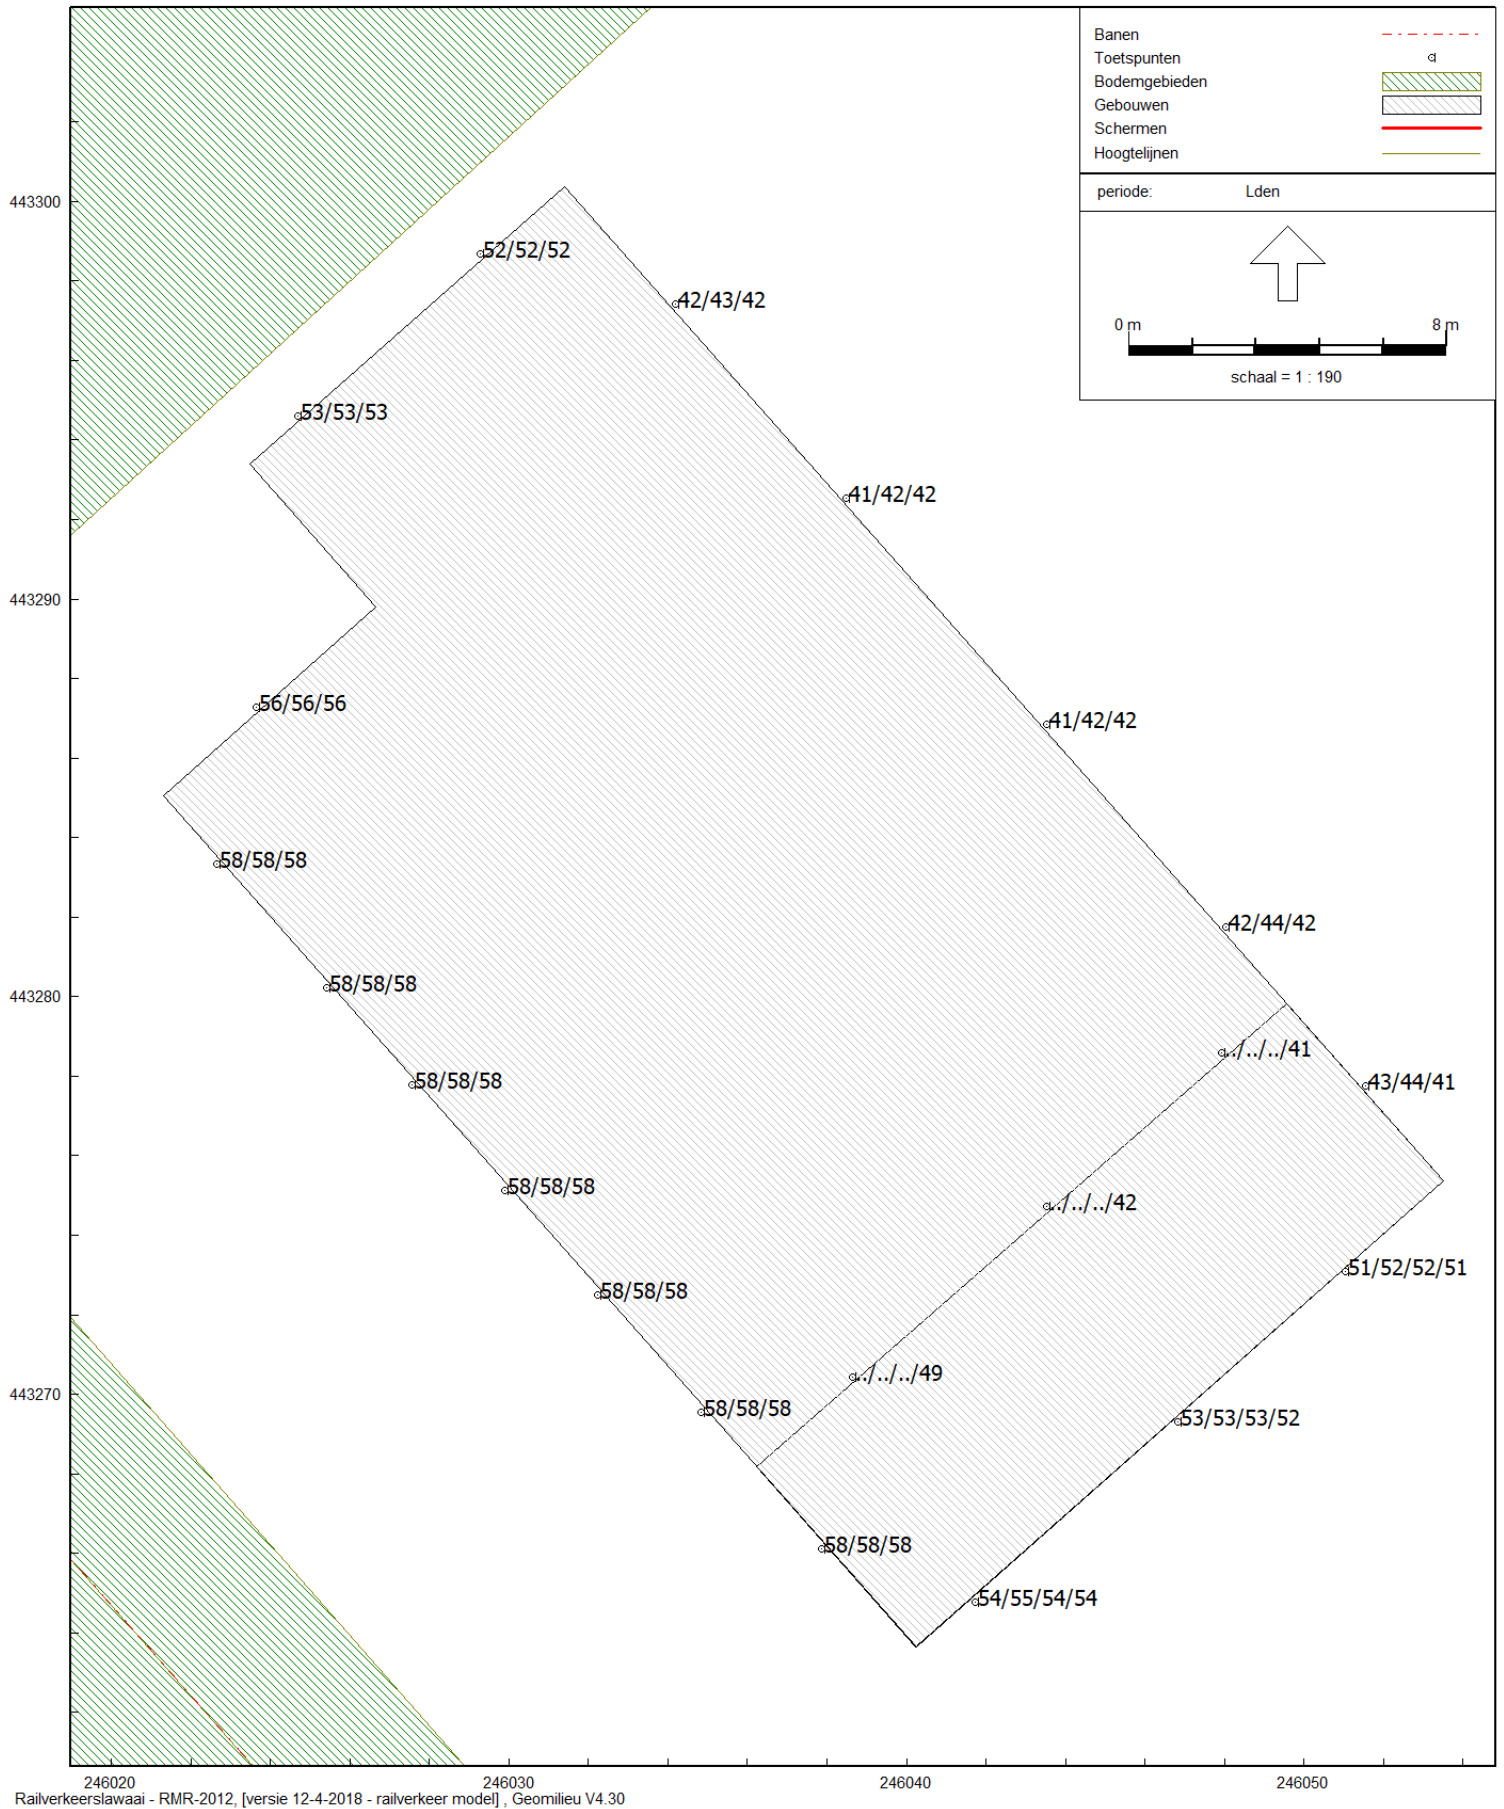 Banen
Toetspunten
Bodemgebieden
Gebouwen
Schermen
Hoogtelijnen
periode: Lden
0 m 8 m
schaal = 1 : 190
443300
52/52/52
42/43/42
53/53/53
41/42/42
443290
56/56/56
41/42/42
58/58/58
42/44/42
58/58/58
443280
../../../41
58/58/58
43/44/41
58/58/58
../../../42
51/52/52/51
58/58/58
../../../49
443270
58/58/58
53/53/53/52
58/58/58
54/55/54/54
246020 246030 246040 246050
Railverkeerslawaai - RMR-2012, [versie 12-4-2018 - railverkeer model] , Geomilieu V4.30